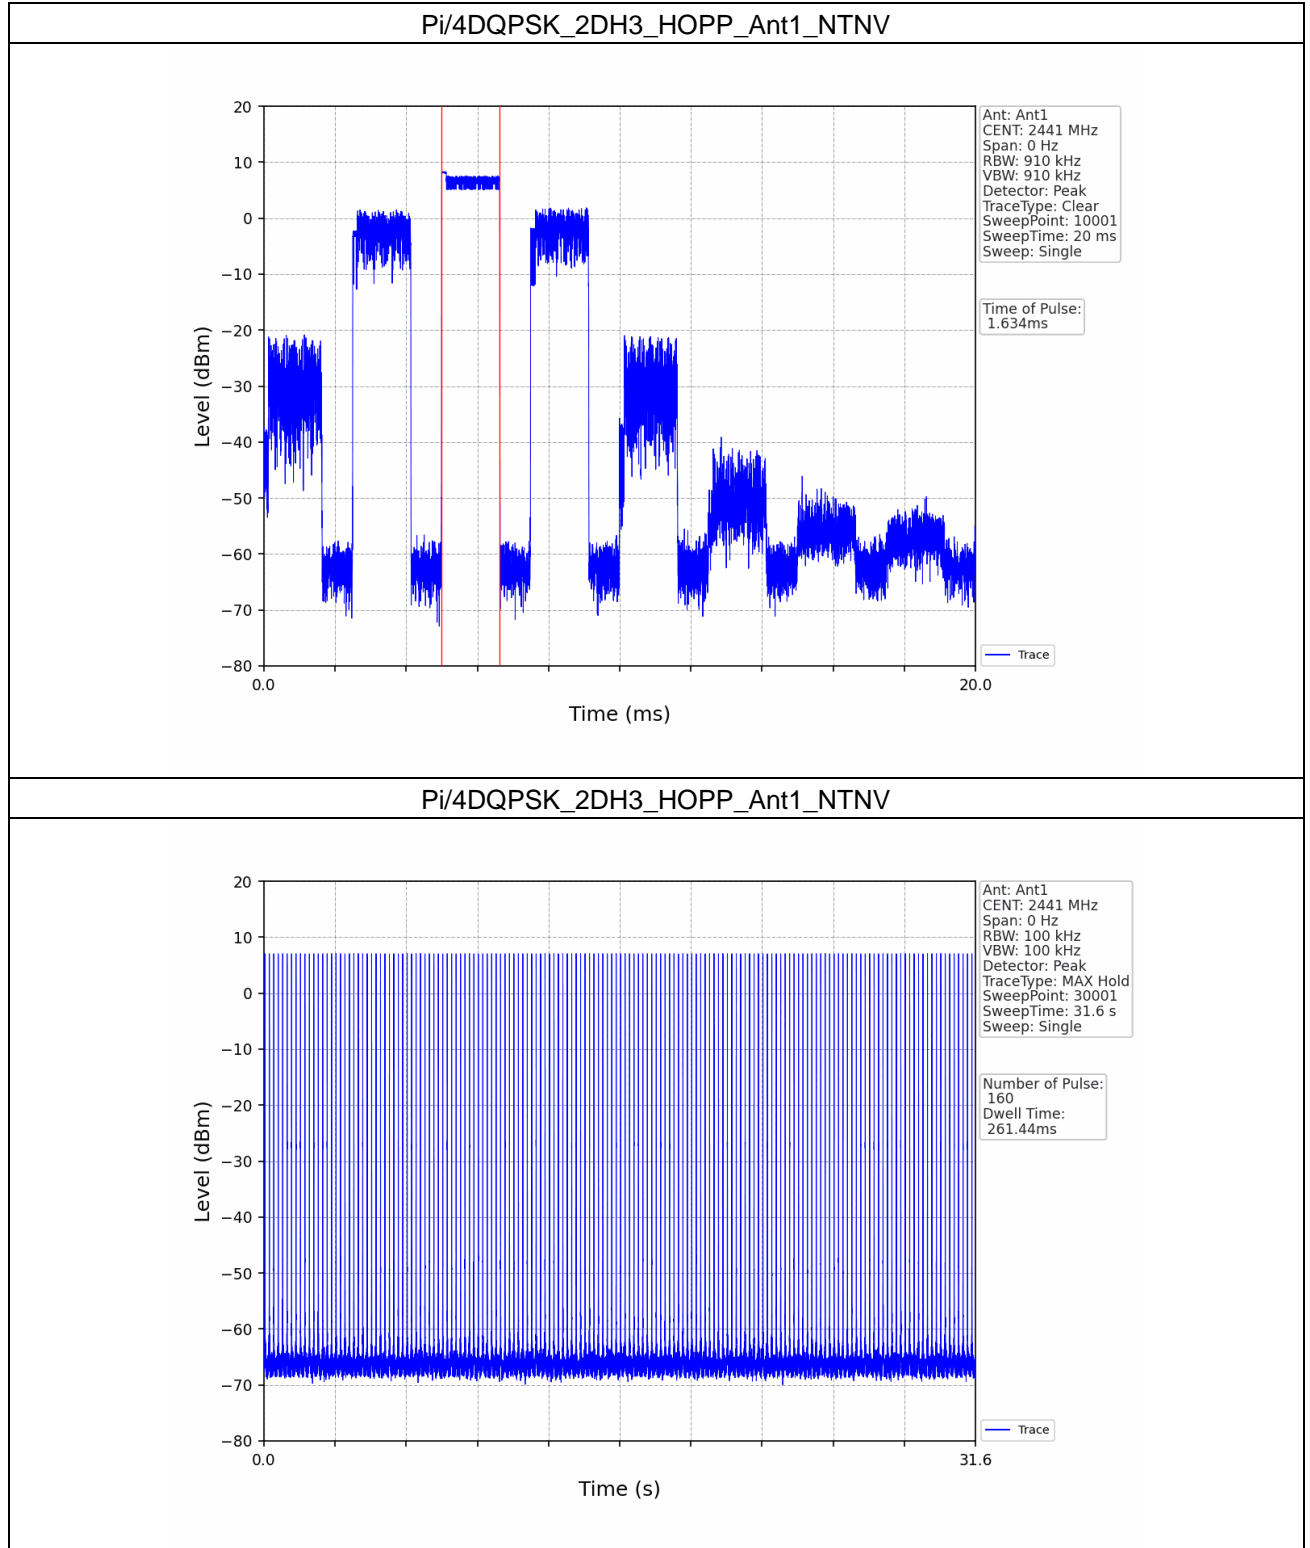 Pi/4DQPSK_2DH3_HOPP_Ant1_NTNV
20
10
0
−10
−20
−30
−40
−50
−60
−70
−80
Level (dBm)
0.0
20.0
Time (ms)
Ant: Ant1
CENT: 2441 MHz
Span: 0 Hz
RBW: 910 kHz
VBW: 910 kHz
Detector: Peak
TraceType: Clear
SweepPoint: 10001
SweepTime: 20 ms
Sweep: Single
Time of Pulse:
1.634ms
Trace
Pi/4DQPSK_2DH3_HOPP_Ant1_NTNV
20
10
0
−10
−20
−30
−40
−50
−60
−70
−80
Level (dBm)
0.0
31.6
Time (s)
Ant: Ant1
CENT: 2441 MHz
Span: 0 Hz
RBW: 100 kHz
VBW: 100 kHz
Detector: Peak
TraceType: MAX Hold
SweepPoint: 30001
SweepTime: 31.6 s
Sweep: Single
Number of Pulse:
160
Dwell Time:
261.44ms
Trace